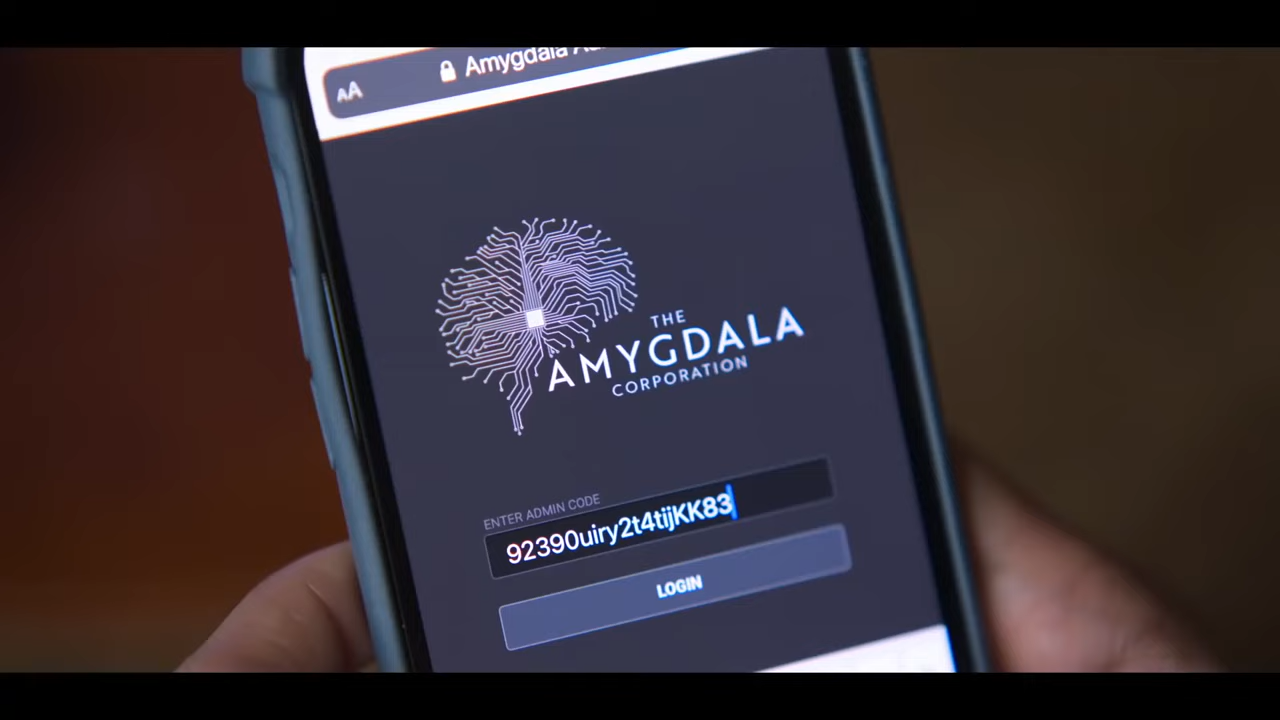 AA Amygdala
THE
AMYGDALA
CORPORATION
ENTER ADMIN CODE
92390uiry2t4tijKK83
LOGIN